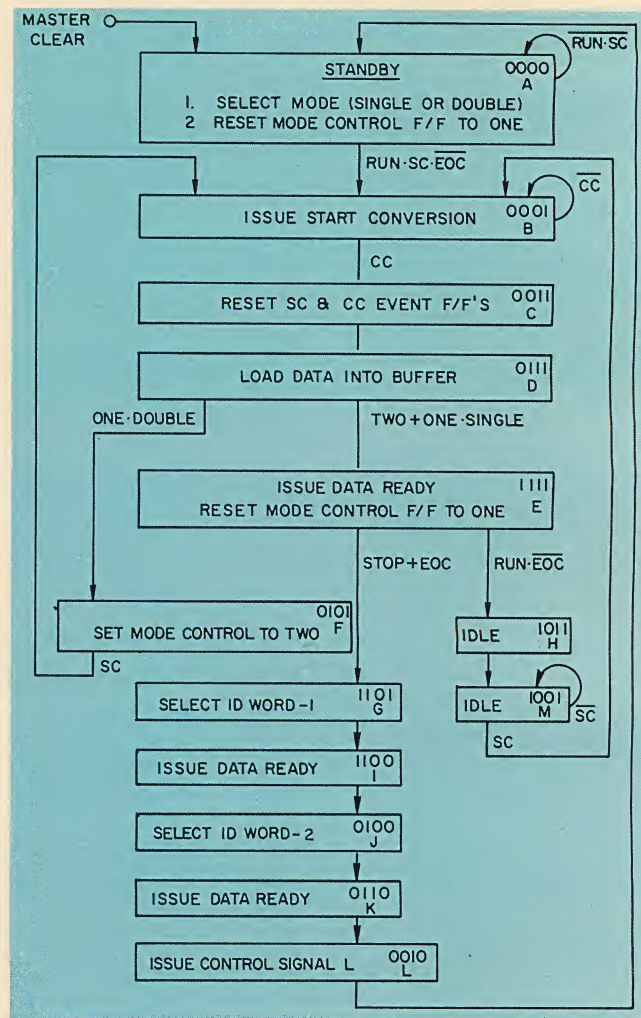 MASTER
CLEAR
RUN·SC
STANDBY
0000
A
1. SELECT MODE (SINGLE OR DOUBLE)
2 RESET MODE CONTROL F/F TO ONE
RUN·SC·EOC
ISSUE START CONVERSION
0001
B
CC
CC
RESET SC & CC EVENT F/F'S
0011
C
LOAD DATA INTO BUFFER
0111
D
ONE·DOUBLE
TWO+ONE·SINGLE
ISSUE DATA READY
1111
RESET MODE CONTROL F/F TO ONE
E
STOP+EOC
RUN·EOC
0101
SET MODE CONTROL TO TWO
F
SC
IDLE
1011
H
IDLE
1001
M
SC
SC
SELECT ID WORD-1
1101
G
ISSUE DATA READY
1100
I
SELECT ID WORD-2
0100
J
ISSUE DATA READY
0110
K
ISSUE CONTROL SIGNAL L
0010
L